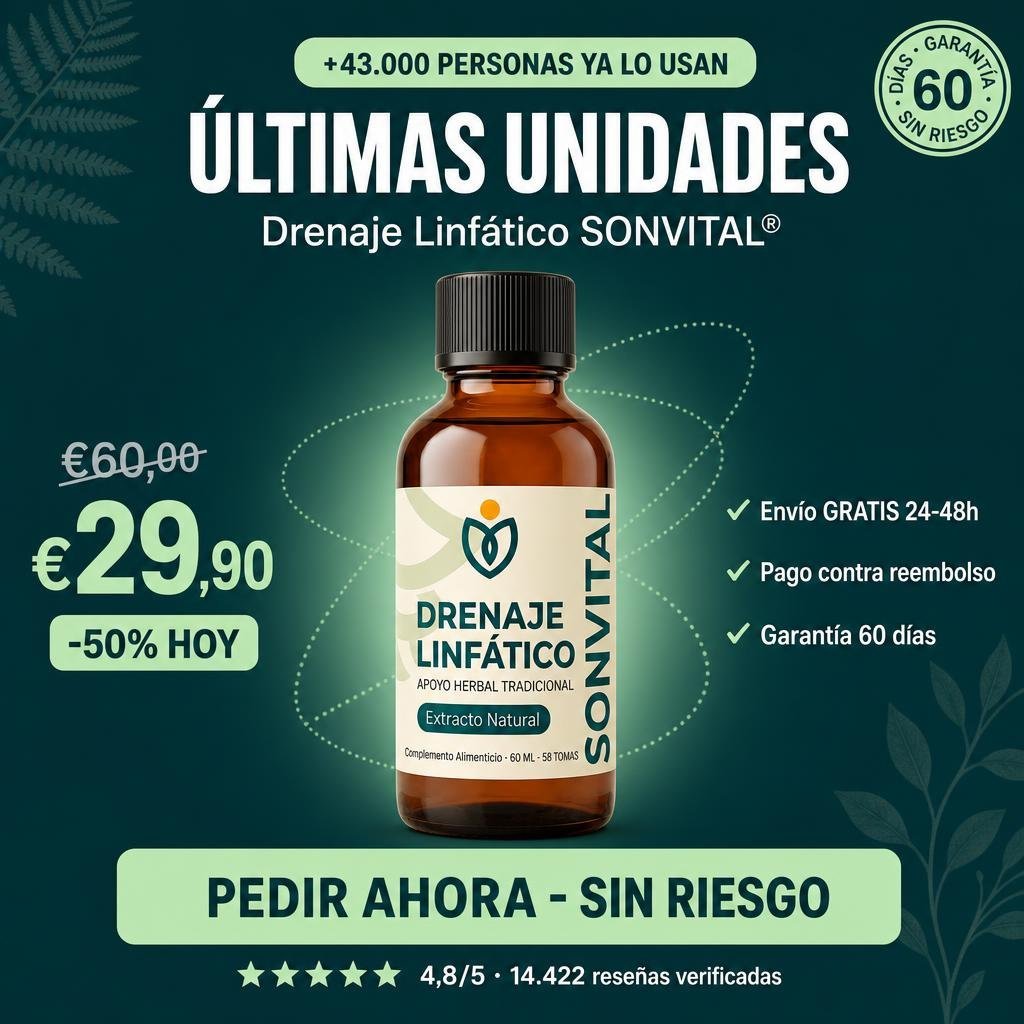 +43.000 PERSONAS YA LO USAN
DÍAS · GARANTÍA
60
SIN RIESGO
ÚLTIMAS UNIDADES
Drenaje Linfático SONVITAL®
€60,00
€29,90
-50% HOY
DRENAJE
LINFÁTICO
APOYO HERBAL TRADICIONAL
Extracto Natural
Complemento Alimenticio · 60 ML · 58 TOMAS
SONVITAL
Envío GRATIS 24-48h
Pago contra reembolso
Garantía 60 días
PEDIR AHORA - SIN RIESGO
4,8/5 · 14.422 reseñas verificadas